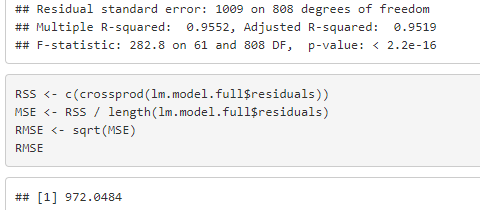 ## Residual standard error: 1009 on 808 degrees of freedom
## Multiple R-squared:  0.9552, Adjusted R-squared:  0.9519
## F-statistic: 282.8 on 61 and 808 DF,  p-value: < 2.2e-16
RSS <- c(crossprod(lm.model.full$residuals))
MSE <- RSS / length(lm.model.full$residuals)
RMSE <- sqrt(MSE)
RMSE
## [1] 972.0484